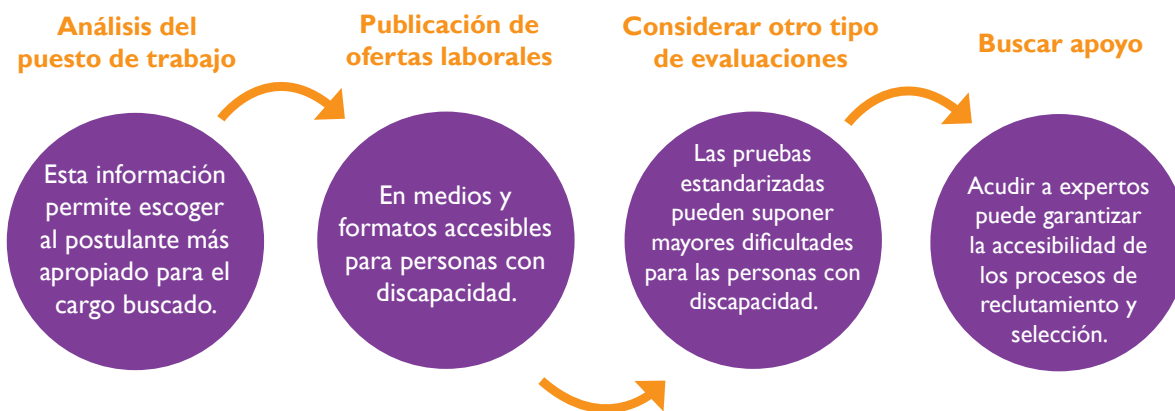 Análisis del
puesto de trabajo
Esta información
permite escoger
al postulante más
apropiado para el
cargo buscado.
Publicación de
ofertas laborales
En medios y
formatos accesibles
para personas con
discapacidad.
Considerar otro tipo
de evaluaciones
Las pruebas
estandarizadas
pueden suponer
mayores dificultades
para las personas con
discapacidad.
Buscar apoyo
Acudir a expertos
puede garantizar
la accesibilidad de
los procesos de
reclutamiento y
selección.